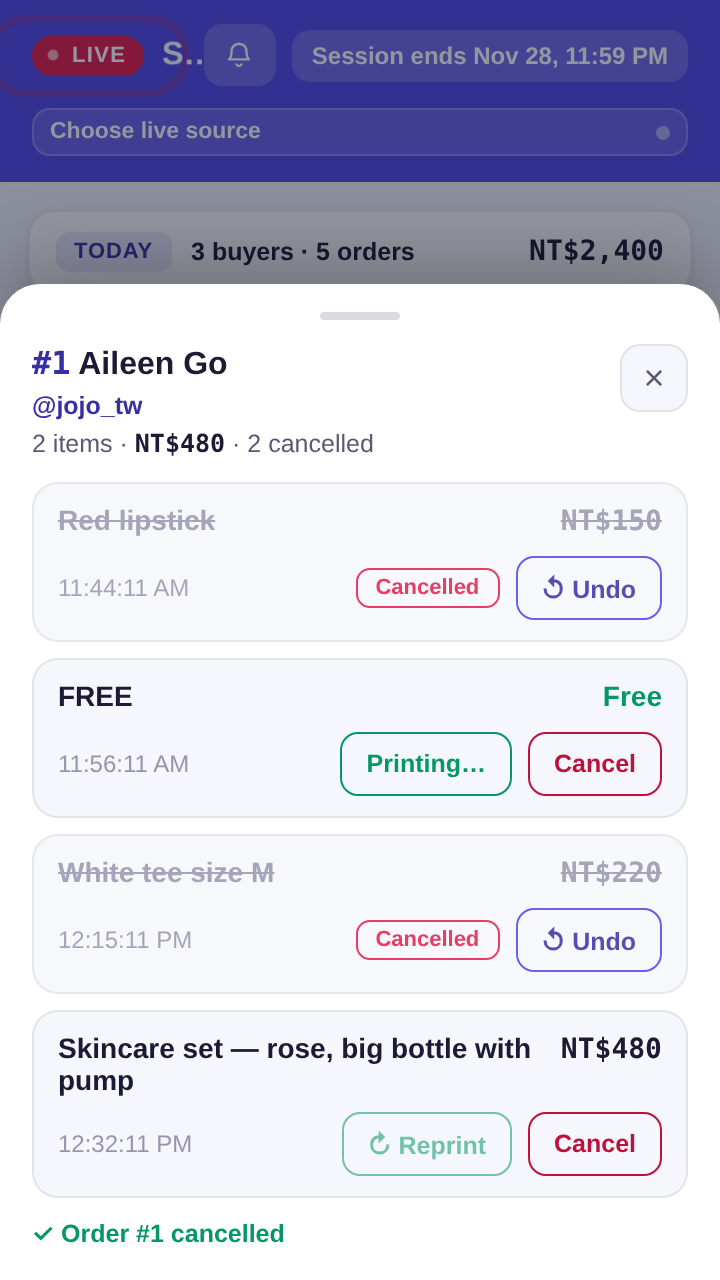 LIVE
S..
Session ends Nov 28, 11:59 PM
Choose live source
TODAY
3 buyers · 5 orders
NT$2,400
#1 Aileen Go
@jojo_tw
2 items · NT$480 · 2 cancelled
Red lipstick
NT$150
11:44:11 AM
Cancelled
Undo
FREE
Free
11:56:11 AM
Printing…
Cancel
White tee size M
NT$220
12:15:11 PM
Cancelled
Undo
Skincare set — rose, big bottle with
pump
NT$480
12:32:11 PM
Reprint
Cancel
Order #1 cancelled